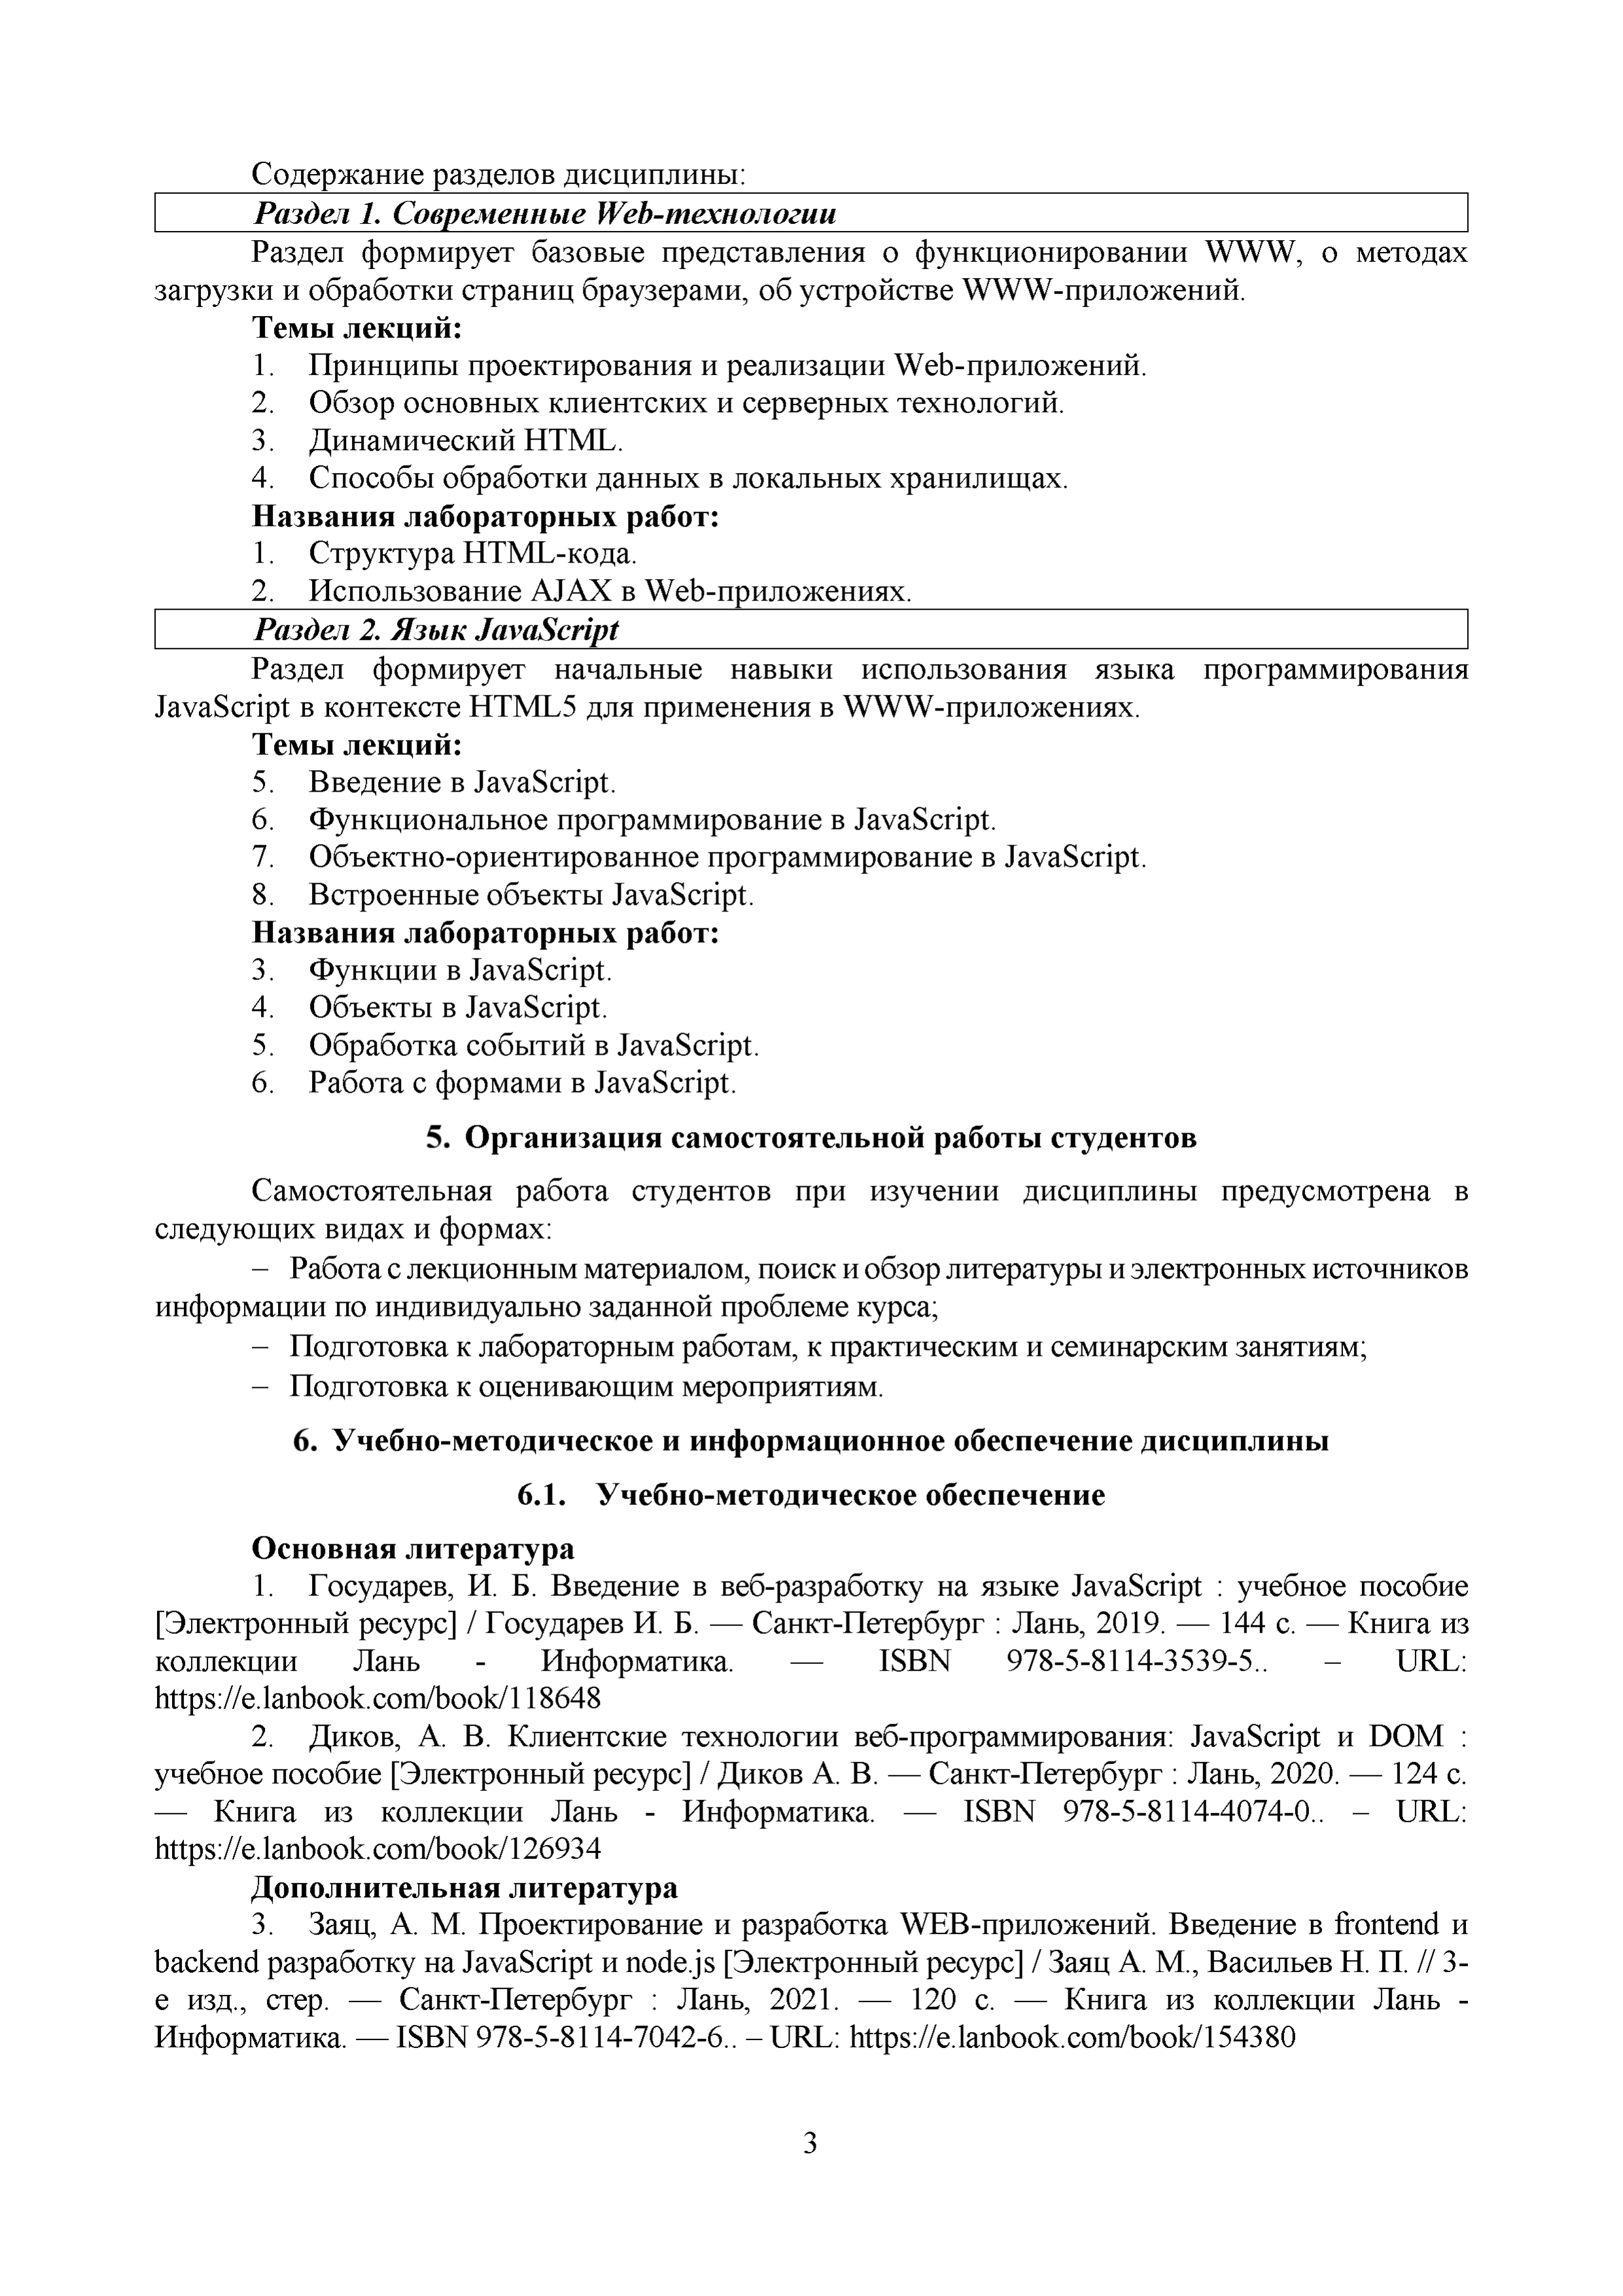 Содержание разделов дисциплины:
Раздел 1. Современные Web-технологии
Раздел формирует базовые представления о функционировании WWW, о методах
загрузки и обработки страниц браузерами, об устройстве WWW-приложений.
Темы лекций:
1. Принципы проектирования и реализации Web-приложений.
2. Обзор основных клиентских и серверных технологий.
3. Динамический HTML.
4. Способы обработки данных в локальных хранилищах.
Названия лабораторных работ:
1. Структура HTML-кода.
2. Использование AJAX в Web-приложениях.
Раздел 2. Язык JavaScript
Раздел формирует начальные навыки использования языка программирования
JavaScript в контексте HTML5 для применения в WWW-приложениях.
Темы лекций:
5. Введение в JavaScript.
6. Функциональное программирование в JavaScript.
7. Объектно-ориентированное программирование в JavaScript.
8. Встроенные объекты JavaScript.
Названия лабораторных работ:
3. Функции в JavaScript.
4. Объекты в JavaScript.
5. Обработка событий в JavaScript.
6. Работа с формами в JavaScript.
5. Организация самостоятельной работы студентов
Самостоятельная работа студентов при изучении дисциплины предусмотрена в
следующих видах и формах:
– Работа с лекционным материалом, поиск и обзор литературы и электронных источников
информации по индивидуально заданной проблеме курса;
– Подготовка к лабораторным работам, к практическим и семинарским занятиям;
– Подготовка к оценивающим мероприятиям.
6. Учебно-методическое и информационное обеспечение дисциплины
6.1. Учебно-методическое обеспечение
Основная литература
1. Государев, И. Б. Введение в веб-разработку на языке JavaScript : учебное пособие
[Электронный ресурс] / Государев И. Б. — Санкт-Петербург : Лань, 2019. — 144 с. — Книга из
коллекции Лань - Информатика. — ISBN 978-5-8114-3539-5.. – URL:
https://e.lanbook.com/book/118648
2. Диков, А. В. Клиентские технологии веб-программирования: JavaScript и DOM :
учебное пособие [Электронный ресурс] / Диков А. В. — Санкт-Петербург : Лань, 2020. — 124 с.
— Книга из коллекции Лань - Информатика. — ISBN 978-5-8114-4074-0.. – URL:
https://e.lanbook.com/book/126934
Дополнительная литература
3. Заяц, А. М. Проектирование и разработка WEB-приложений. Введение в frontend и
backend разработку на JavaScript и node.js [Электронный ресурс] / Заяц А. М., Васильев Н. П. // 3-
е изд., стер. — Санкт-Петербург : Лань, 2021. — 120 с. — Книга из коллекции Лань -
Информатика. — ISBN 978-5-8114-7042-6.. – URL: https://e.lanbook.com/book/154380
3